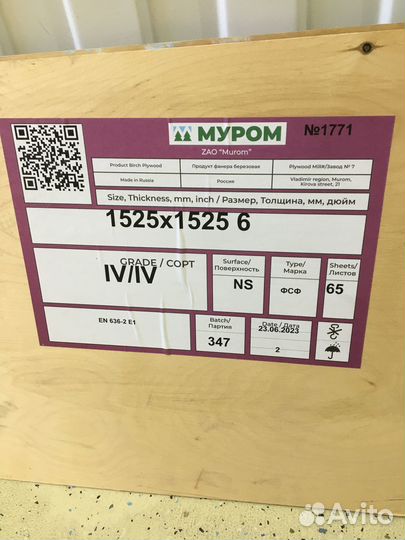 МУРОМ
№1771
ZAO "Murom"
Product Birch Plywood
Продукт фанера березовая
Plywood Mill#/Завод № 7
Made in Russia
Россия
Vladimir region, Murom,
Kirova street, 21
Size, Thickness, mm, inch / Размер, Толщина, мм, дюйм
1525x1525 6
GRADE / СОРТ
IV/IV
Surface/
Поверхность
NS
Type/
Марка
ФСФ
Sheets/
Листов
65
EN 636-2 E1
Batch/
Партия
347
Date / Дата
23.06.2023
2
Avito